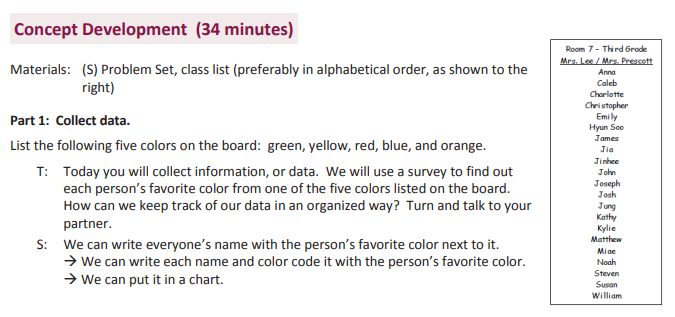 Concept Development (34 minutes)
Materials: (S) Problem Set, class list (preferably in alphabetical order, as shown to the
right)
Part 1: Collect data.
List the following five colors on the board: green, yellow, red, blue, and orange.
T: Today you will collect information, or data. We will use a survey to find out
each person's favorite color from one of the five colors listed on the board.
How can we keep track of our data in an organized way? Turn and talk to your
partner.
S: We can write everyone's name with the person's favorite color next to it.
→ We can write each name and color code it with the person's favorite color.
→ We can put it in a chart.
Room 7 - Third Grade
Mrs. Lee / Mrs. Prescott
Anna
Caleb
Charlotte
Christopher
Emily
Hyun Soo
James
Jia
Jinhee
John
Joseph
Josh
Jung
Kathy
Kylie
Matthew
Miae
Noah
Steven
Susan
William